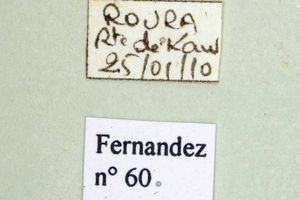 ROURA
Rte de Kaw
25/01/10
Fernandez
n° 60